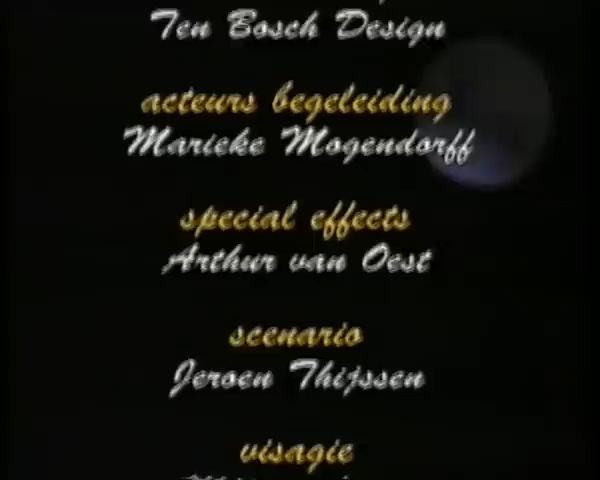 Ten Bosch Design
acteurs begeleiding
Marieke Mogendorff
special effects
Arthur van Oest
scenario
Jeroen Thijssen
visagie